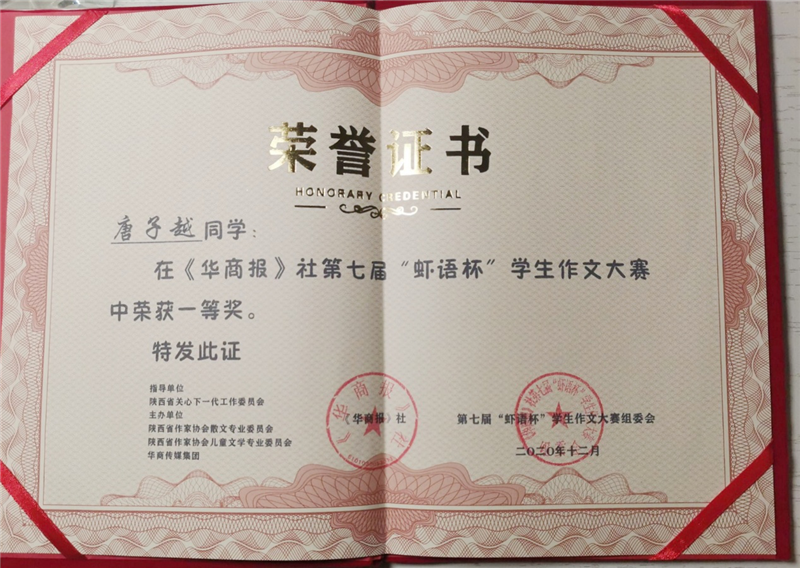 荣誉证书
HONORARY CREDENTIAL
唐子越同学：
在《华商报》社第七届“虾语杯”学生作文大赛
中荣获一等奖。
特发此证
指导单位
陕西省关心下一代工作委员会
主办单位
陕西省作家协会散文专业委员会
陕西省作家协会儿童文学专业委员会
华商传媒集团
《华商报》社
《华商报》社
第七届“虾语杯”学生作文大赛组委会
二〇二〇年十二月